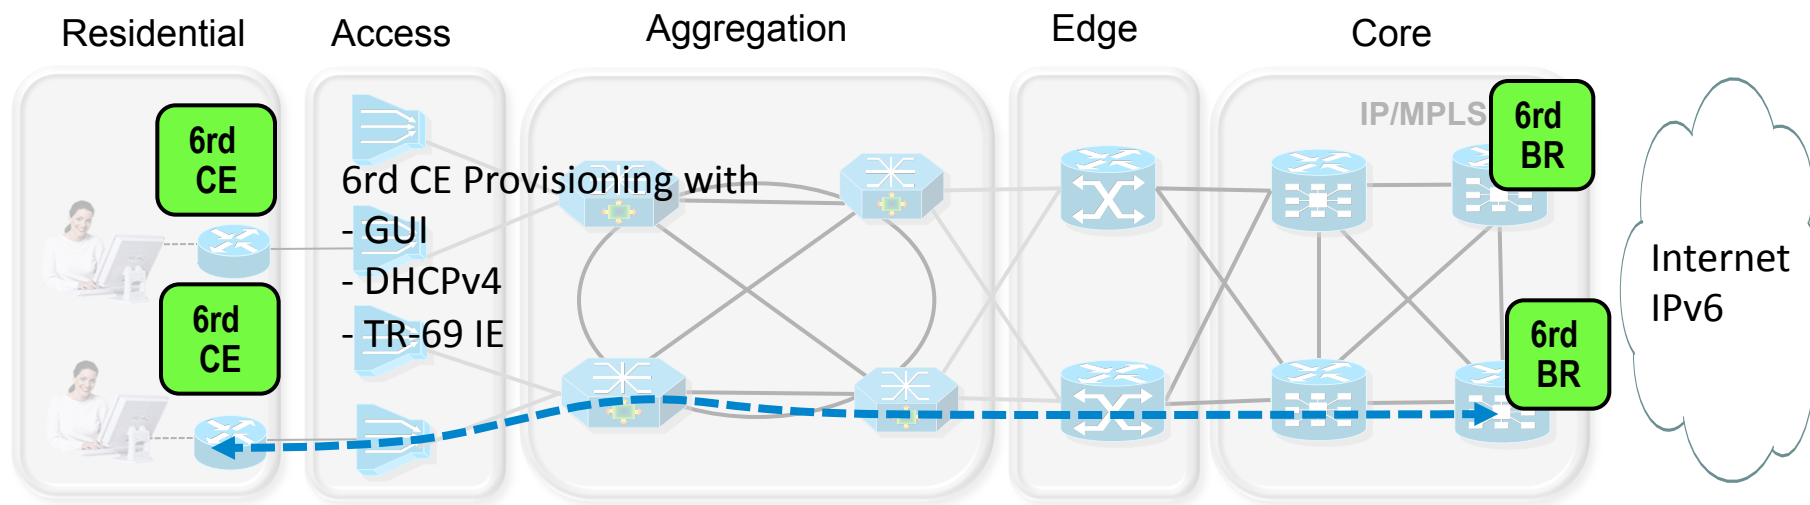 Residential
Access
Aggregation
Edge
Core
IP/MPLS
6rd
CE
6rd
BR
6rd CE Provisioning with
- GUI
- DHCPv4
- TR-69 IE
6rd
CE
6rd
BR
Internet
IPv6